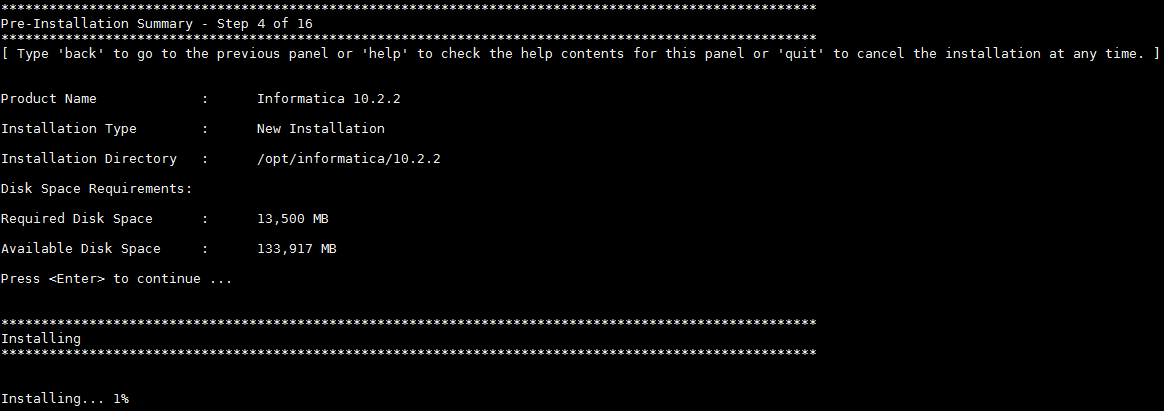 ******************************************************************************************************
Pre-Installation Summary - Step 4 of 16
******************************************************************************************************
[ Type 'back' to go to the previous panel or 'help' to check the help contents for this panel or 'quit' to cancel the installation at any time. ]
Product Name             :      Informatica 10.2.2
Installation Type        :      New Installation
Installation Directory   :      /opt/informatica/10.2.2
Disk Space Requirements:
Required Disk Space      :      13,500 MB
Available Disk Space     :      133,917 MB
Press <Enter> to continue ...
******************************************************************************************************
Installing
******************************************************************************************************
Installing... 1%